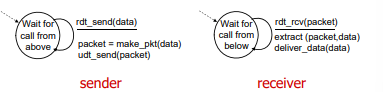 Wait for
call from
above
rdt_send(data)
packet = make_pkt(data)
udt_send(packet)
sender
Wait for
call from
below
rdt_rcv(packet)
extract (packet,data)
deliver_data(data)
receiver